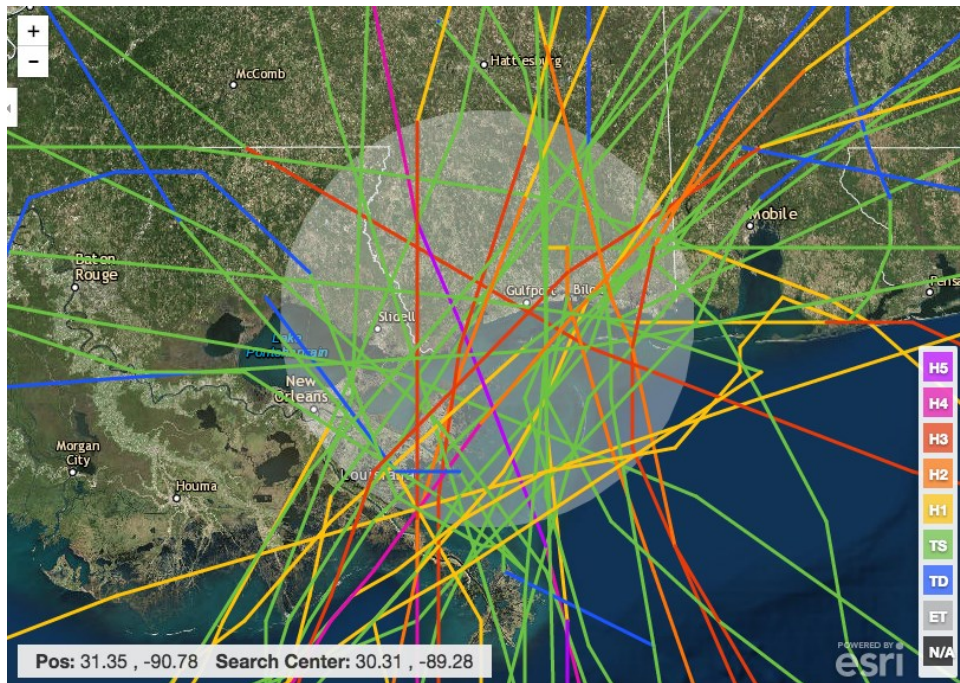 +
−
McComb
Hattiesburg
Mobile
Baton
Rouge
Gulfport
Slidell
Lake
New
Orleans
Morgan
City
Houma
Louisiana
H5
H4
H3
H2
H1
TS
TD
ET
N/A
POWERED BY
esri
Pos: 31.35 , -90.78 Search Center: 30.31 , -89.28